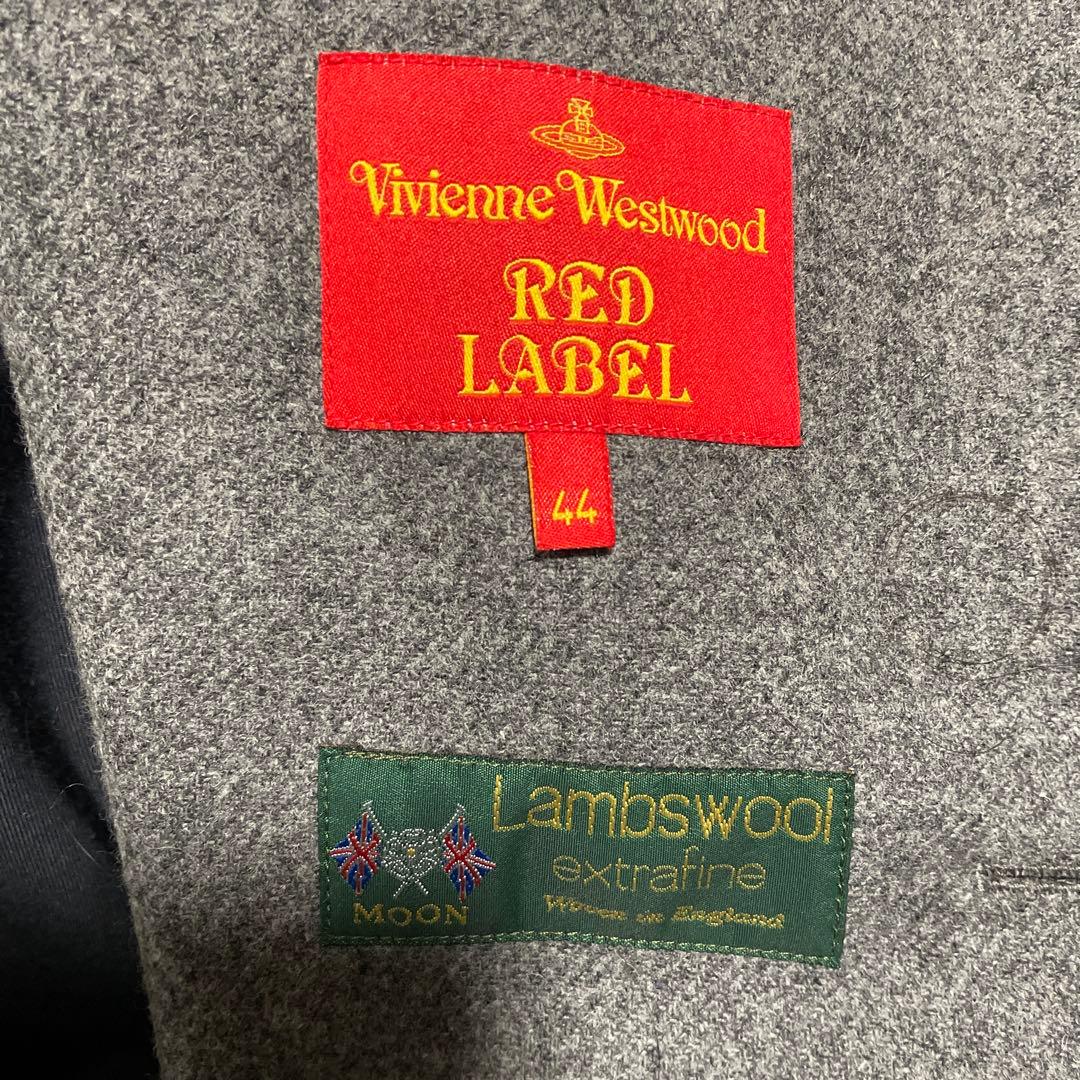 Vivienne Westwood
RED
LABEL
44
Lambswool
extrafine
Woven in England
MOON